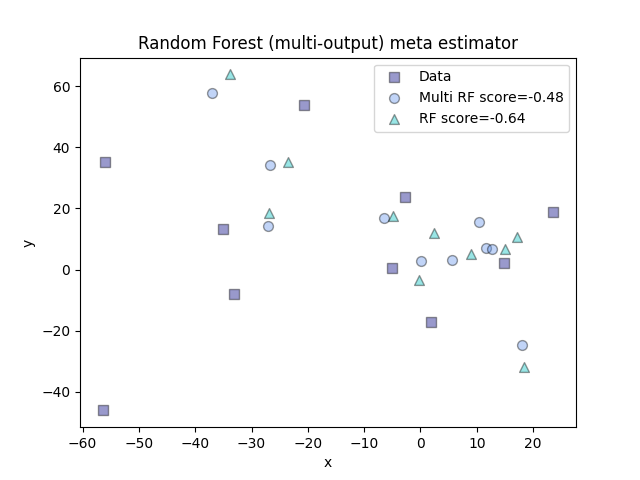 Random Forest (multi-output) meta estimator
Data
Multi RF score=-0.48
RF score=-0.64
60
40
20
0
−20
−40
y
−60
−50
−40
−30
−20
−10
0
10
20
x